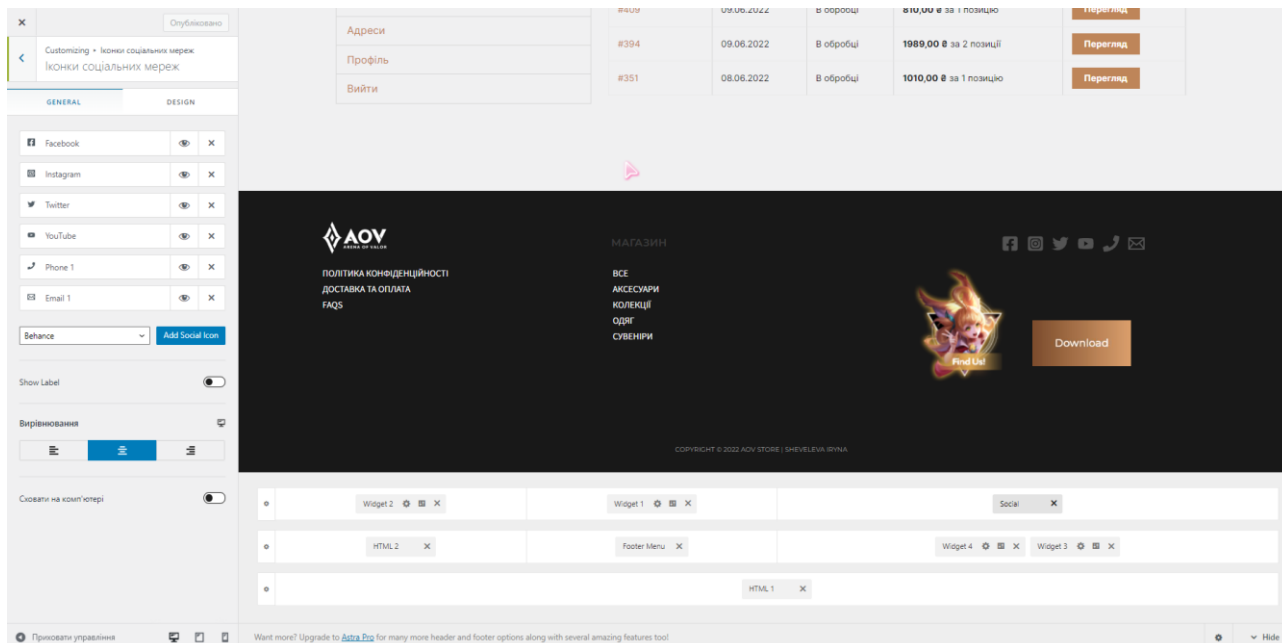 Опубліковано
Customizing • Іконки соціальних мереж
Іконки соціальних мереж
GENERAL DESIGN
Facebook
Instagram
Twitter
YouTube
Phone 1
Email 1
Behance Add Social Icon
Show Label
Вирівнювання
Сховати на комп'ютері
Приховати управління
Адреси
Профіль
Вийти
#409 09.06.2022 В обробці 810,00 ₴ за 1 позицію Перегляд
#394 09.06.2022 В обробці 1989,00 ₴ за 2 позиції Перегляд
#351 08.06.2022 В обробці 1010,00 ₴ за 1 позицію Перегляд
AOV
ARENA OF VALOR
ПОЛІТИКА КОНФІДЕНЦІЙНОСТІ
ДОСТАВКА ТА ОПЛАТА
FAQS
МАГАЗИН
ВСЕ
АКСЕСУАРИ
КОЛЕКЦІЇ
ОДЯГ
СУВЕНІРИ
Find Us!
Download
COPYRIGHT © 2022 AOV STORE | SHEVELEVA IRYNA
Widget 2 Widget 1 Social
HTML 2 Footer Menu Widget 4 Widget 3
HTML 1
Want more? Upgrade to Astra Pro for many more header and footer options along with several amazing features too!
Hide